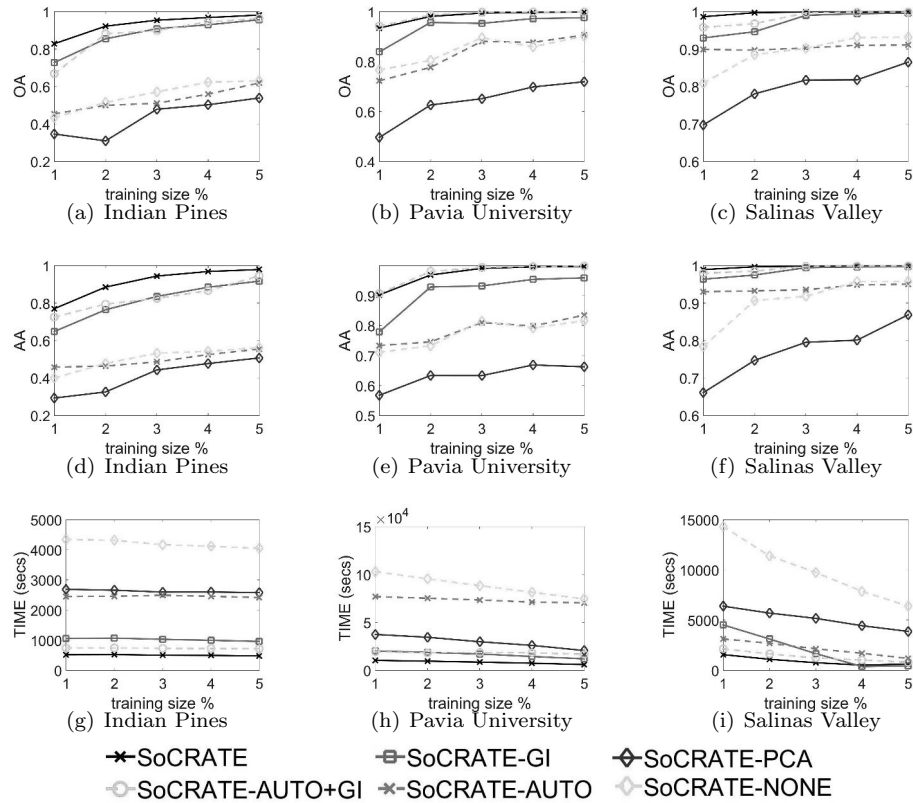 1
0.8
0.6
0.4
0.2
OA
1 2 3 4 5
training size %
(a) Indian Pines
1
0.8
0.6
0.4
OA
1 2 3 4 5
training size %
(b) Pavia University
1
0.9
0.8
0.7
0.6
OA
1 2 3 4 5
training size %
(c) Salinas Valley
1
0.8
0.6
0.4
0.2
AA
1 2 3 4 5
training size %
(d) Indian Pines
0.9
0.8
0.7
0.6
0.5
AA
1 2 3 4 5
training size %
(e) Pavia University
1
0.9
0.8
0.7
0.6
AA
1 2 3 4 5
training size %
(f) Salinas Valley
5000
4000
3000
2000
1000
0
TIME (secs)
1 2 3 4 5
training size %
(g) Indian Pines
× 10⁴
15
10
5
0
TIME (secs)
1 2 3 4 5
training size %
(h) Pavia University
15000
10000
5000
0
TIME (secs)
1 2 3 4 5
training size %
(i) Salinas Valley
SoCRATE SoCRATE-GI SoCRATE-PCA
SoCRATE-AUTO+GI SoCRATE-AUTO SoCRATE-NONE